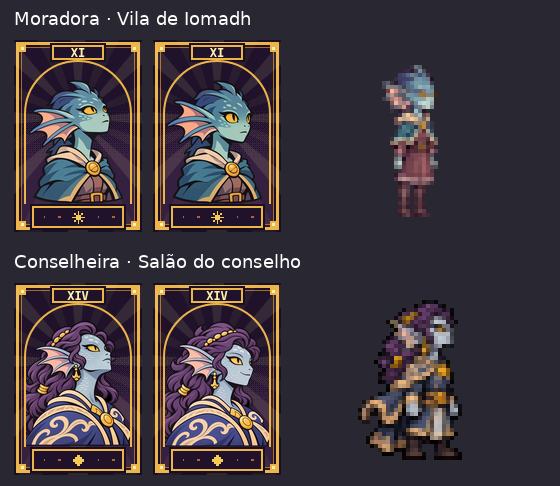 Moradora · Vila de Iomadh
XI XI
Conselheira · Salão do conselho
XIV XIV